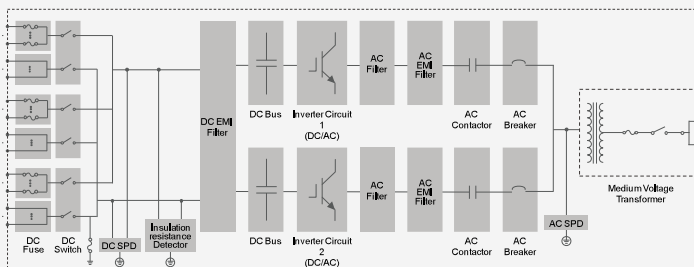 DC
Fuse
DC
Switch
DC SPD
Insulation
resistance
Detector
DC EMI
Filter
DC Bus
Inverter Circuit
1
(DC/AC)
AC
Filter
AC
EMI
Filter
AC
Contactor
AC
Breaker
DC Bus
Inverter Circuit
2
(DC/AC)
AC
Filter
AC
EMI
Filter
AC
Contactor
AC
Breaker
AC SPD
Medium Voltage
Transformer